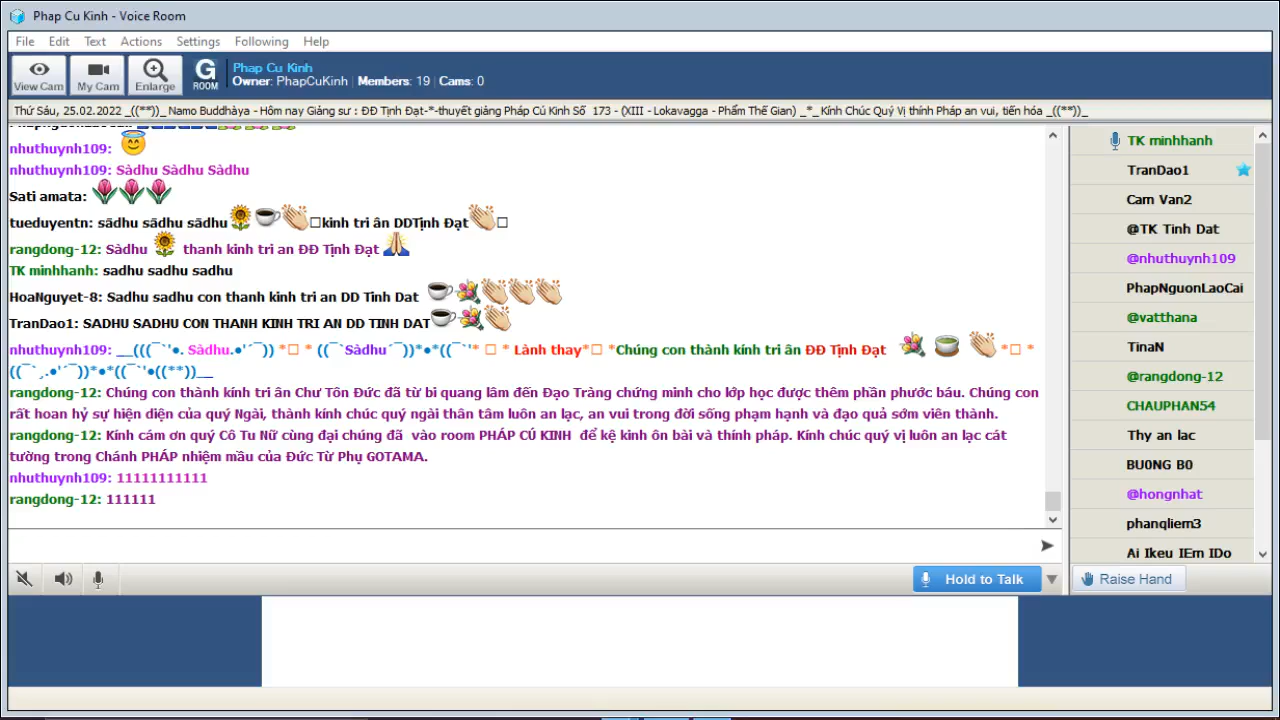 Phap Cu Kinh - Voice Room
File Edit Text Actions Settings Following Help
View Cam My Cam Enlarge G ROOM
Phap Cu Kinh
Owner: PhapCuKinh | Members: 19 | Cams: 0
Thứ Sáu, 25.02.2022 _((**))_ Namo Buddhàya - Hôm nay Giảng sư : ĐĐ Tịnh Đạt-*-thuyết giảng Pháp Cú Kinh Số 173 - (XIII - Lokavagga - Phẩm Thế Gian) _*_ Kính Chúc Quý Vị thính Pháp an vui, tiến hóa _((**))_
nhuthuynh109:
nhuthuynh109: Sàdhu Sàdhu Sàdhu
Sati amata:
tueduyentn: sãdhu sãdhu sãdhu kinh tri ân DDTịnh Đạt
rangdong-12: Sàdhu thanh kinh tri an ĐĐ Tịnh Đạt
TK minhhanh: sadhu sadhu sadhu
HoaNguyet-8: Sadhu sadhu con thanh kinh tri an DD Tinh Dat
TranDao1: SADHU SADHU CON THANH KINH TRI AN DD TINH DAT
nhuthuynh109: __(((¯`'●. Sàdhu.●'´¯)) *□ * ((¯`Sàdhu´¯))*●*((¯`'* □ * Lành thay*□ *Chúng con thành kính tri ân ĐĐ Tịnh Đạt *□ *
((¯`¸.●'´¯))*●*((¯`'●((**))__
rangdong-12: Chúng con thành kính tri ân Chư Tôn Đức đã từ bi quang lâm đến Đạo Tràng chứng minh cho lớp học được thêm phần phước báu. Chúng con
rất hoan hỷ sự hiện diện của quý Ngài, thành kính chúc quý ngài thân tâm luôn an lạc, an vui trong đời sống phạm hạnh và đạo quả sớm viên thành.
rangdong-12: Kính cám ơn quý Cô Tu Nữ cùng đại chúng đã vào room PHÁP CÚ KINH để kệ kinh ôn bài và thính pháp. Kính chúc quý vị luôn an lạc cát
tường trong Chánh PHÁP nhiệm mầu của Đức Từ Phụ GOTAMA.
nhuthuynh109: 11111111111
rangdong-12: 111111
Hold to Talk
TK minhhanh
TranDao1
Cam Van2
@TK Tinh Dat
@nhuthuynh109
PhapNguonLaoCai
@vatthana
TinaN
@rangdong-12
CHAUPHAN54
Thy an lac
BU0NG B0
@hongnhat
phanqliem3
Ai Ikeu IEm IDo
Raise Hand